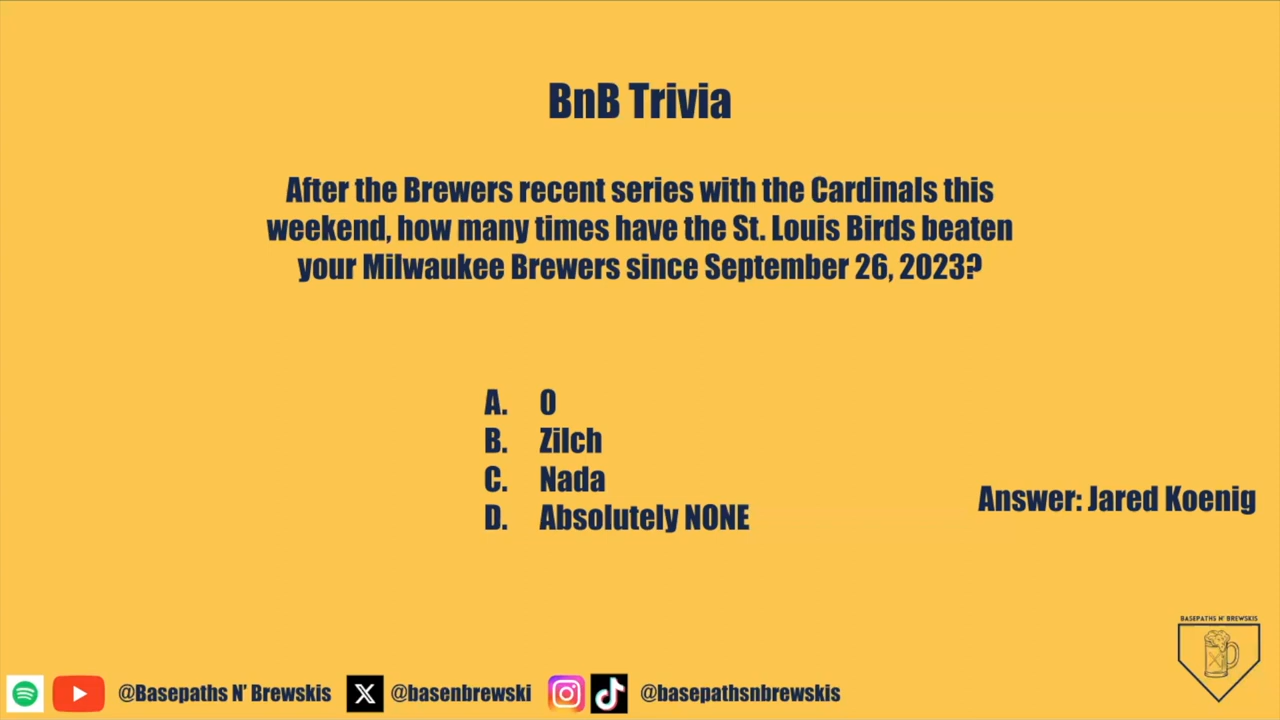 BnB Trivia
After the Brewers recent series with the Cardinals this
weekend, how many times have the St. Louis Birds beaten
your Milwaukee Brewers since September 26, 2023?
A. 0
B. Zilch
C. Nada
D. Absolutely NONE
Answer: Jared Koenig
BASEPATHS N' BREWSKIS
@Basepaths N' Brewskis
@basenbrewski
@basepathsnbrewskis